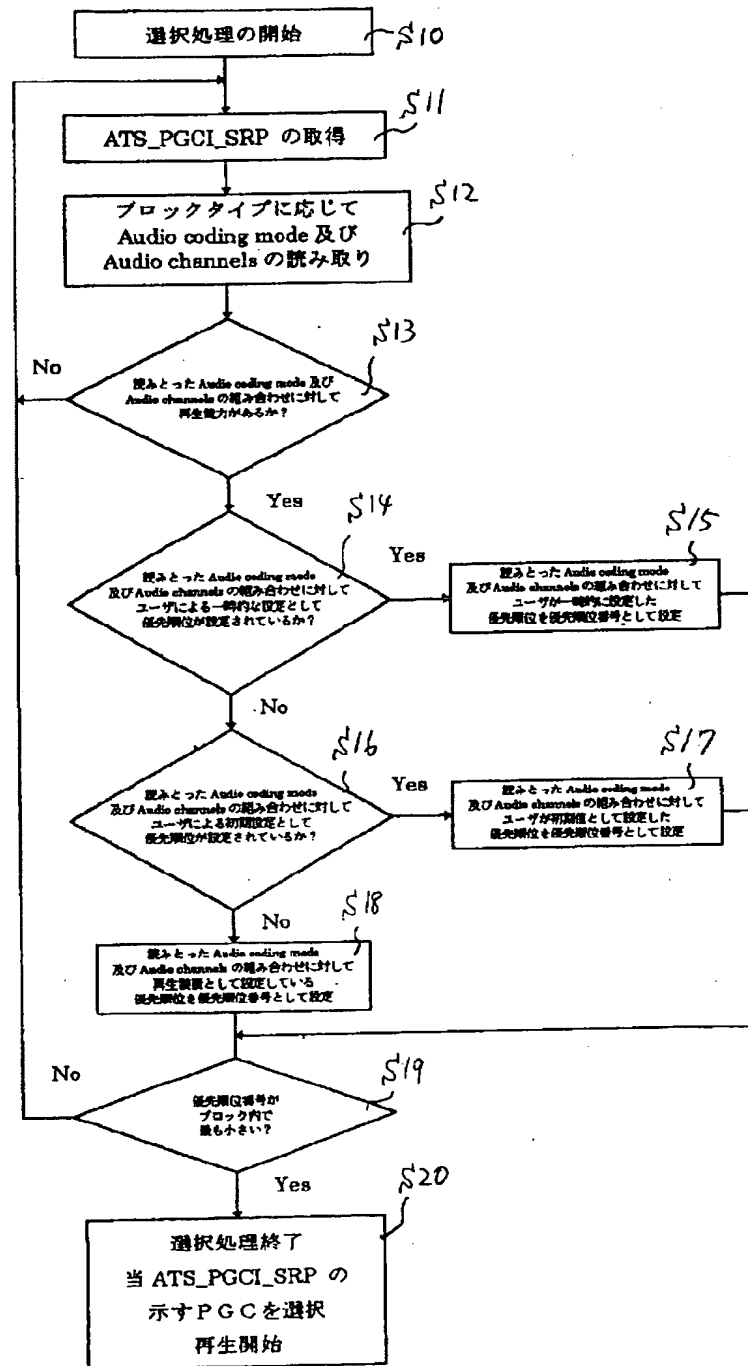 選択処理の開始
S10
S11
ATS_PGCI_SRP の取得
S12
ブロックタイプに応じて
Audio coding mode 及び
Audio channels の読み取り
S13
No
読みとった Audio coding mode 及び
Audio channels の組み合わせに対して
再生能力があるか？
Yes
S14
読みとった Audio coding mode
及び Audio channels の組み合わせに対して
ユーザによる一時的な設定として
優先順位が設定されているか？
Yes
S15
読みとった Audio coding mode
及び Audio channels の組み合わせに対して
ユーザが一時的に設定した
優先順位を優先順位番号として設定
No
S16
読みとった Audio coding mode
及び Audio channels の組み合わせに対して
ユーザによる初期設定として
優先順位が設定されているか？
Yes
S17
読みとった Audio coding mode
及び Audio channels の組み合わせに対して
ユーザが初期値として設定した
優先順位を優先順位番号として設定
No
S18
読みとった Audio coding mode
及び Audio channels の組み合わせに対して
再生装置として設定している
優先順位を優先順位番号として設定
No
S19
優先順位番号が
ブロック内で
最も小さい？
Yes
S20
選択処理終了
当 ATS_PGCI_SRP の
示すＰＧＣを選択
再生開始